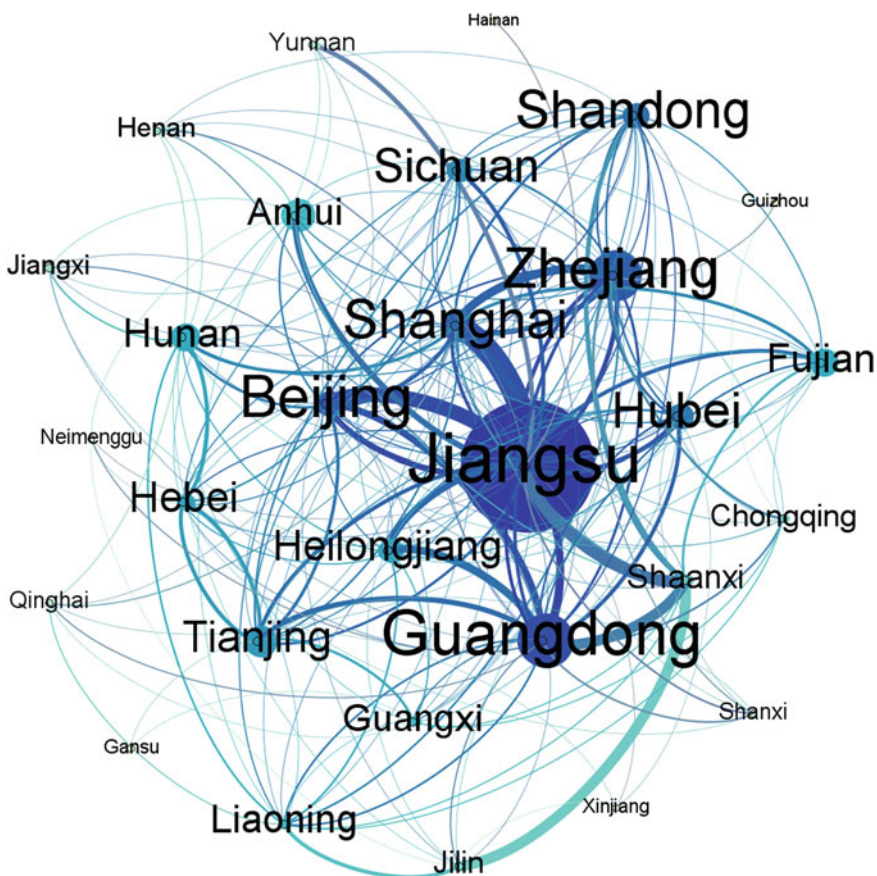 Hainan
Yunnan
Shandong
Henan
Sichuan
Guizhou
Anhui
Jiangxi
Zhejiang
Shanghai
Hunan
Fujian
Beijing
Hubei
Neimenggu
Jiangsu
Hebei
Chongqing
Heilongjiang
Shaanxi
Qinghai
Tianjing
Guangdong
Guangxi
Shanxi
Gansu
Xinjiang
Liaoning
Jilin